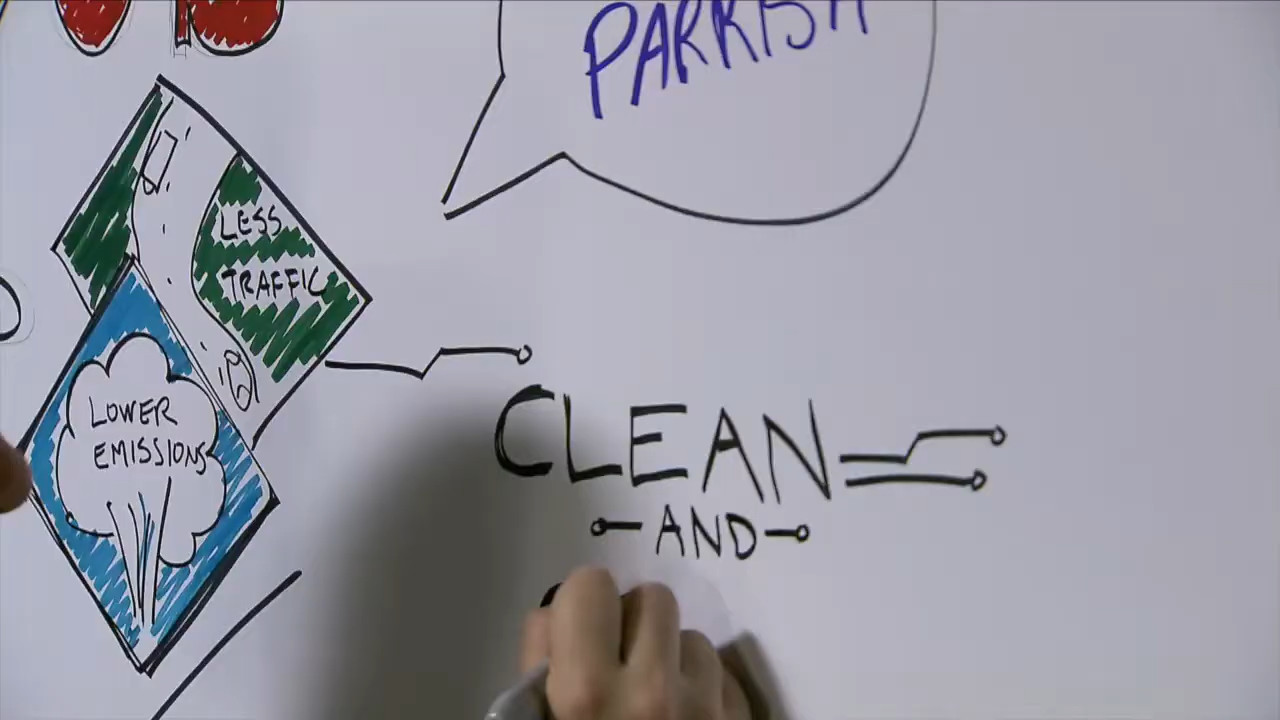 PARRISH
LESS
TRAFFIC
LOWER
EMISSIONS
CLEAN
AND